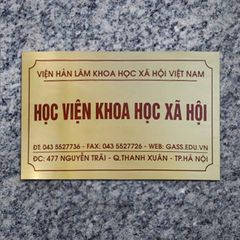 VIỆN HÀN LÂM KHOA HỌC XÃ HỘI VIỆT NAM
HỌC VIỆN KHOA HỌC XÃ HỘI
ĐT: 043 5527736 - FAX: 043 5527726 - WEB: GASS.EDU.VN
ĐC: 477 NGUYỄN TRÃI - Q.THANH XUÂN - TP.HÀ NỘI